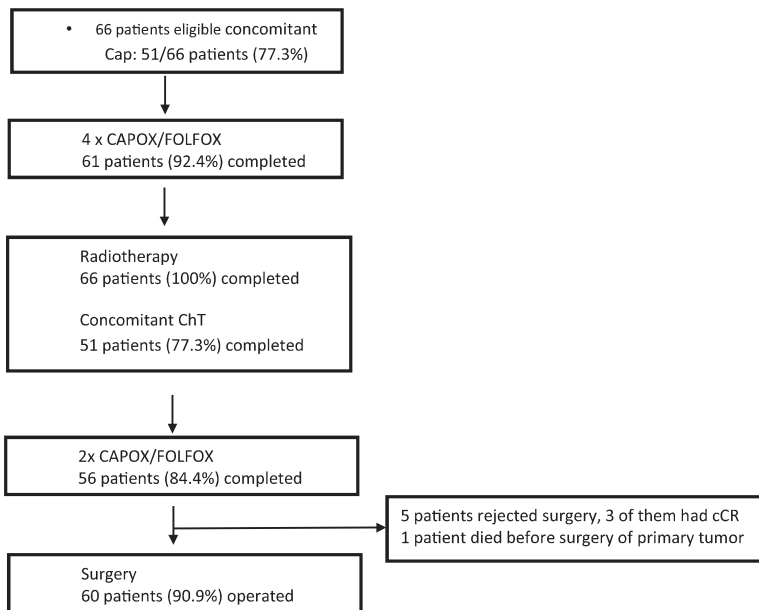 • 66 patients eligible concomitant
Cap: 51/66 patients (77.3%)
4 x CAPOX/FOLFOX
61 patients (92.4%) completed
Radiotherapy
66 patients (100%) completed
Concomitant ChT
51 patients (77.3%) completed
2x CAPOX/FOLFOX
56 patients (84.4%) completed
5 patients rejected surgery, 3 of them had cCR
1 patient died before surgery of primary tumor
Surgery
60 patients (90.9%) operated